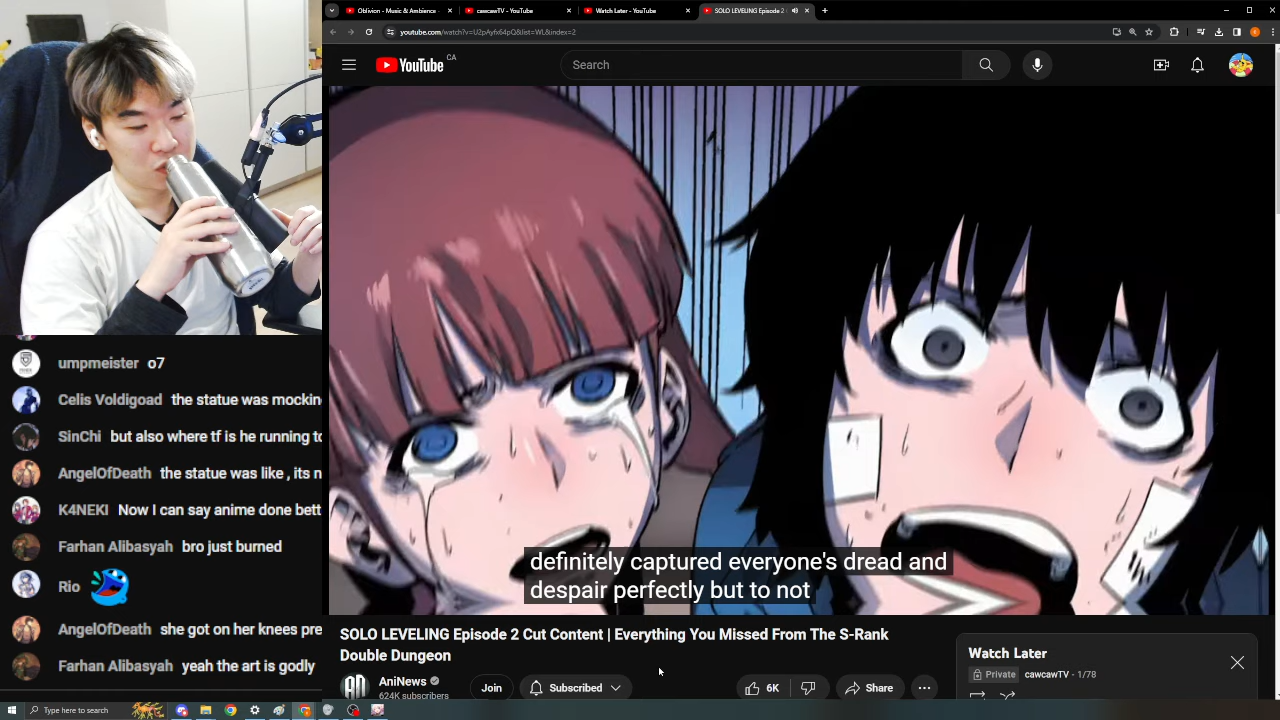 Oblivion - Music & Ambience -
cawcawTV - YouTube
Watch Later - YouTube
SOLO LEVELING Episode 2
youtube.com/watch?v=U2pAyfx64pQ&list=WL&index=2
YouTube CA
Search
umpmeister o7
Celis Voldigoad the statue was mockin
SinChi but also where tf is he running to
AngelOfDeath the statue was like , its n
K4NEKI Now I can say anime done bett
Farhan Alibasyah bro just burned
Rio
AngelOfDeath she got on her knees pre
Farhan Alibasyah yeah the art is godly
definitely captured everyone's dread and
despair perfectly but to not
SOLO LEVELING Episode 2 Cut Content | Everything You Missed From The S-Rank
Double Dungeon
AniNews
624K subscribers
Join
Subscribed
6K
Share
Watch Later
Private cawcawTV - 1/78
Type here to search